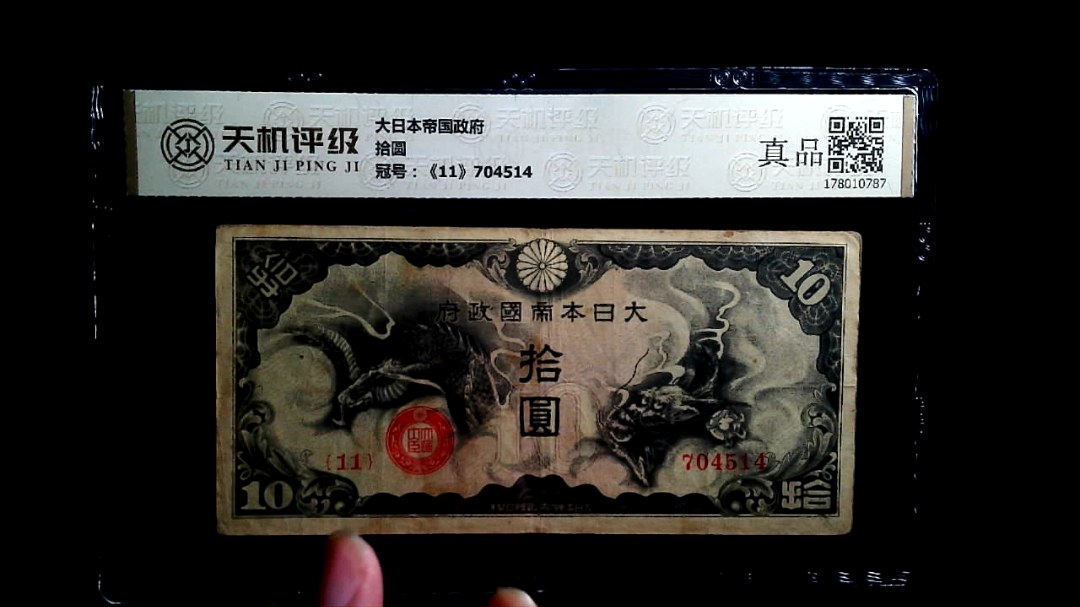 天机评级
TIAN JI PING JI
大日本帝国政府
拾圆
冠号：《11》704514
真品
178010787
拾
10
府政國帝本日大
拾
圓
{11}
704514
10
拾